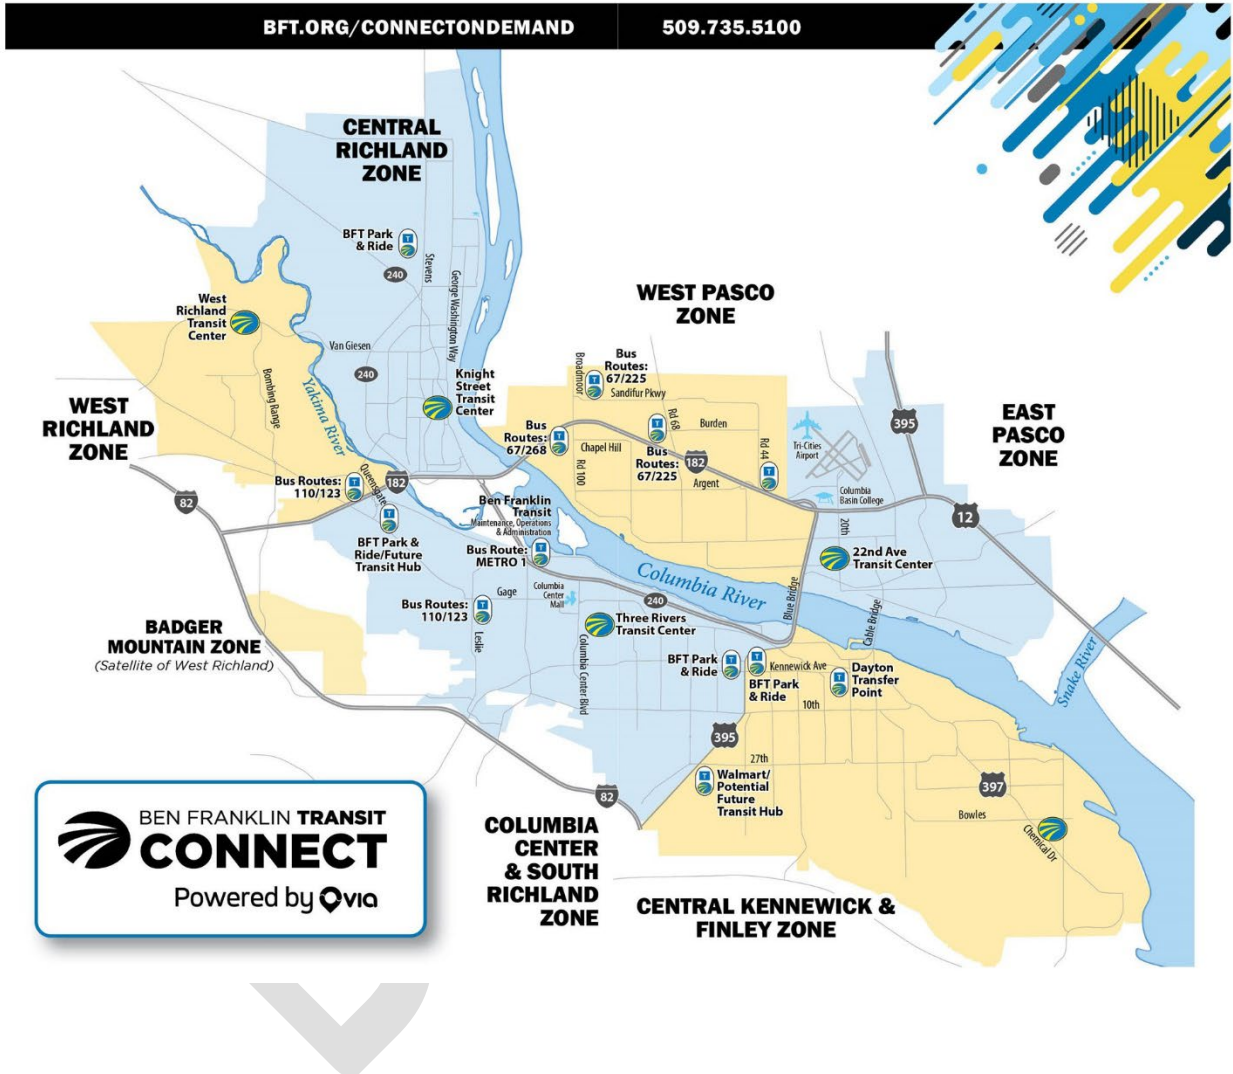 BFT.ORG/CONNECTONDEMAND
509.735.5100
CENTRAL
RICHLAND
ZONE
BFT Park
& Ride
240
Stevens
George Washington Way
West
Richland
Transit
Center
Van Giesen
240
Bombing Range
Yakima River
Knight
Street
Transit
Center
WEST
RICHLAND
ZONE
WEST PASCO
ZONE
Broadmoor
Bus
Routes:
67/225
Sandifur Pkwy
Rd 68
Burden
Bus
Routes:
67/268
Chapel Hill
Rd 100
Bus
Routes:
67/225
182
Argent
Rd 44
Tri-Cities
Airport
395
EAST
PASCO
ZONE
Columbia
Basin College
20th
12
22nd Ave
Transit Center
82
Bus Routes:
110/123
Queensgate
182
BFT Park &
Ride/Future
Transit Hub
Ben Franklin
Transit
Maintenance, Operations
& Administration
Bus Route:
METRO 1
Columbia River
Blue Bridge
Cable Bridge
Gage
Columbia
Center
Mall
240
Bus Routes:
110/123
Leslie
Three Rivers
Transit Center
Columbia Center Blvd
BADGER
MOUNTAIN ZONE
(Satellite of West Richland)
BFT Park
& Ride
BFT Park
& Ride
Kennewick Ave
Dayton
Transfer
Point
10th
Snake River
395
27th
Walmart/
Potential
Future
Transit Hub
82
397
Bowles
Chemical Dr
BEN FRANKLIN TRANSIT
CONNECT
Powered by via
COLUMBIA
CENTER
& SOUTH
RICHLAND
ZONE
CENTRAL KENNEWICK &
FINLEY ZONE